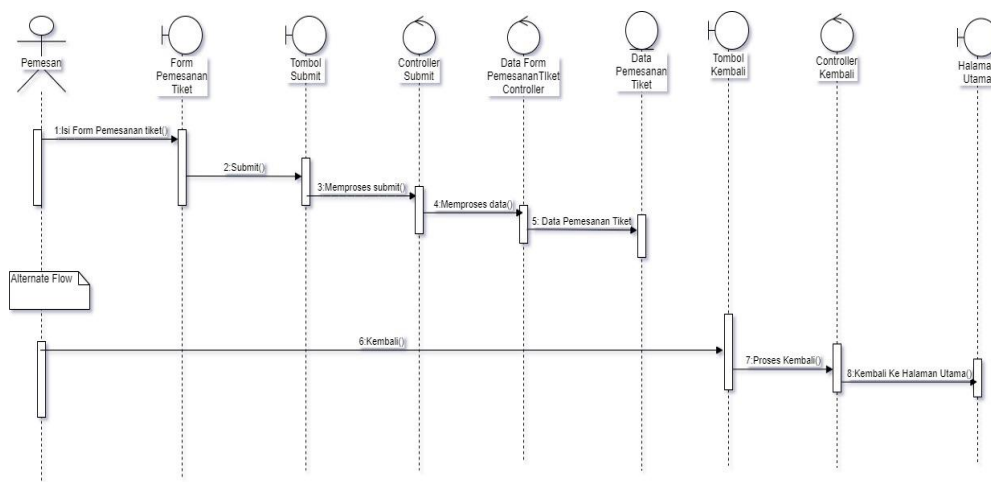 Pemesan
Form
Pemesanan
Tiket
Tombol
Submit
Controller
Submit
Data Form
PemesananTIket
Controller
Data
Pemesanan
Tiket
Tombol
Kembali
Controller
Kembali
Halama
Utama
1:Isi Form Pemesanan tiket()
2:Submit()
3:Memproses submit()
4:Memproses data()
5: Data Pemesanan Tiket
Alternate Flow
6:Kembali()
7:Proses Kembali()
8:Kembali Ke Halaman Utama()